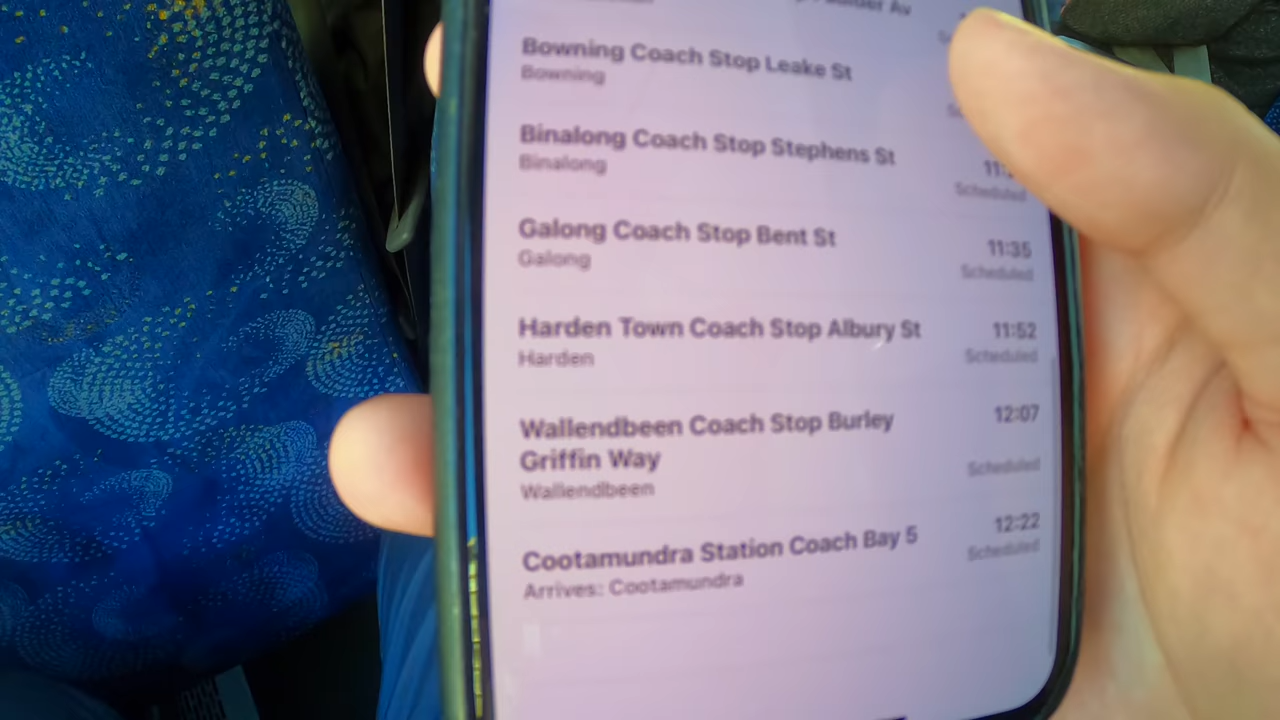 Av
Bowning Coach Stop Leake St
Bowning
Binalong Coach Stop Stephens St
Binalong
Scheduled
Galong Coach Stop Bent St
11:35
Galong
Scheduled
Harden Town Coach Stop Albury St
11:52
Harden
Scheduled
Wallendbeen Coach Stop Burley
12:07
Griffin Way
Scheduled
Wallendbeen
Cootamundra Station Coach Bay 5
12:22
Arrives: Cootamundra
Scheduled